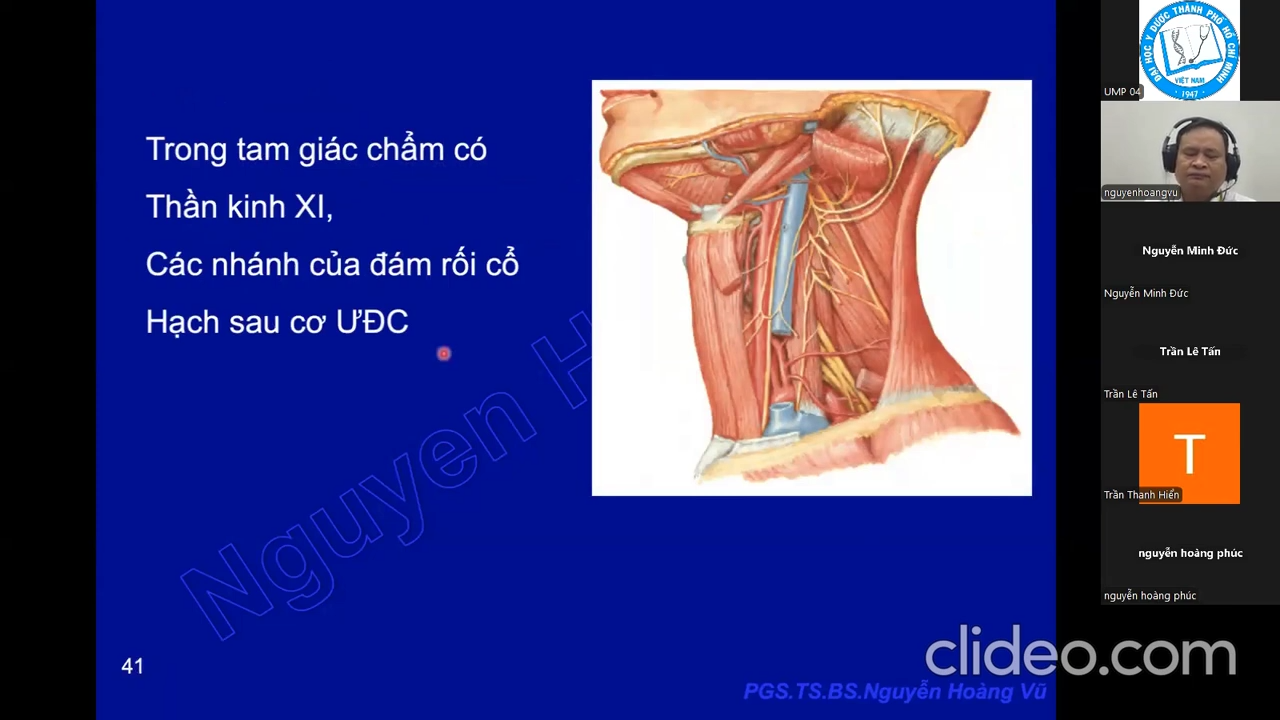 Trong tam giác chẩm có
Thần kinh XI,
Các nhánh của đám rối cổ
Hạch sau cơ ƯĐC
Nguyen H
41
PGS.TS.BS.Nguyễn Hoàng Vũ
clideo.com
ĐẠI HỌC Y DƯỢC THÀNH PHỐ HỒ CHÍ MINH
VIỆT NAM
1947
UMP 04
nguyenhoangvu
Nguyễn Minh Đức
Nguyễn Minh Đức
Trần Lê Tấn
Trần Lê Tấn
T
Trần Thanh Hiển
nguyễn hoàng phúc
nguyễn hoàng phúc